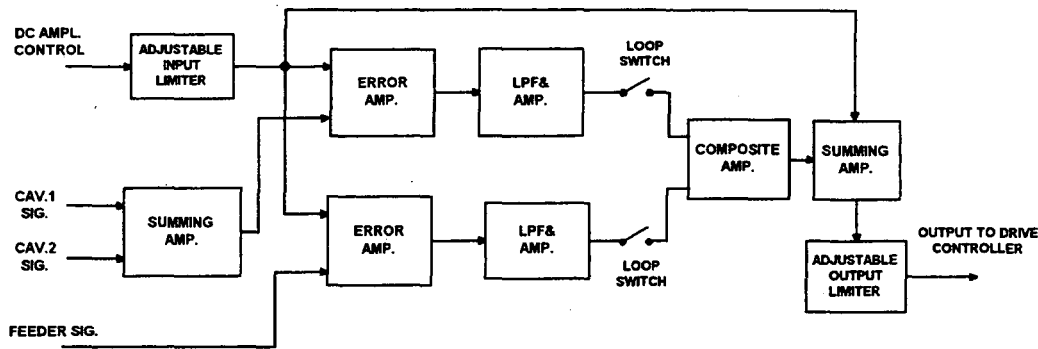 DC AMPL.
CONTROL
ADJUSTABLE
INPUT
LIMITER
ERROR
AMP.
LPF&
AMP.
LOOP
SWITCH
COMPOSITE
AMP.
SUMMING
AMP.
CAV.1
SIG.
CAV.2
SIG.
SUMMING
AMP.
ERROR
AMP.
LPF&
AMP.
LOOP
SWITCH
ADJUSTABLE
OUTPUT
LIMITER
OUTPUT TO DRIVE
CONTROLLER
FEEDER SIG.